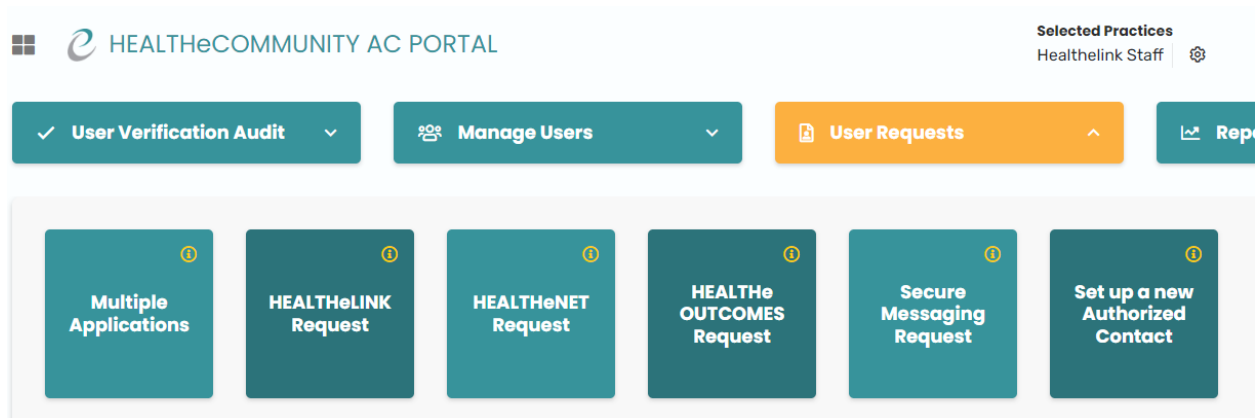 HEALTHeCOMMUNITY AC PORTAL
Selected Practices
Healthelink Staff
User Verification Audit
Manage Users
User Requests
Repo
Multiple
Applications
HEALTHeLINK
Request
HEALTHeNET
Request
HEALTHe
OUTCOMES
Request
Secure
Messaging
Request
Set up a new
Authorized
Contact